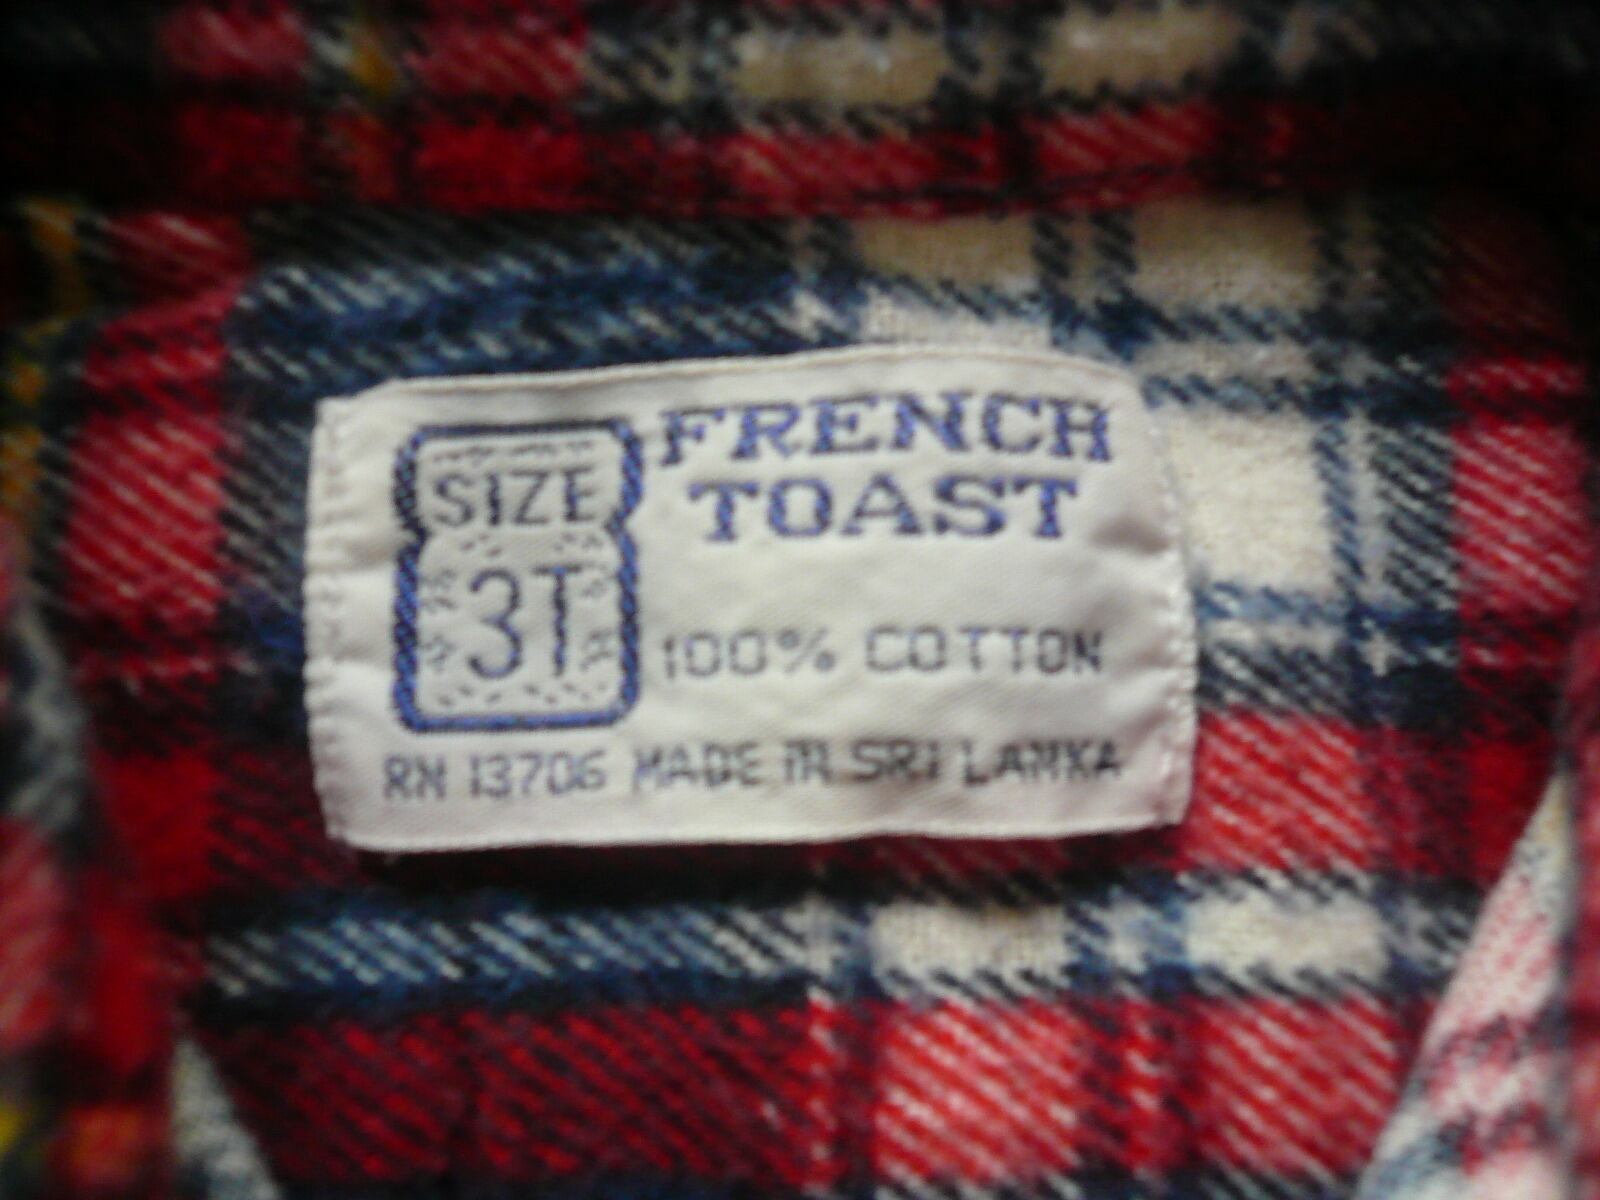 SIZE
3T
FRENCH
TOAST
100% COTTON
RN 13706 MADE IN SRI LANKA